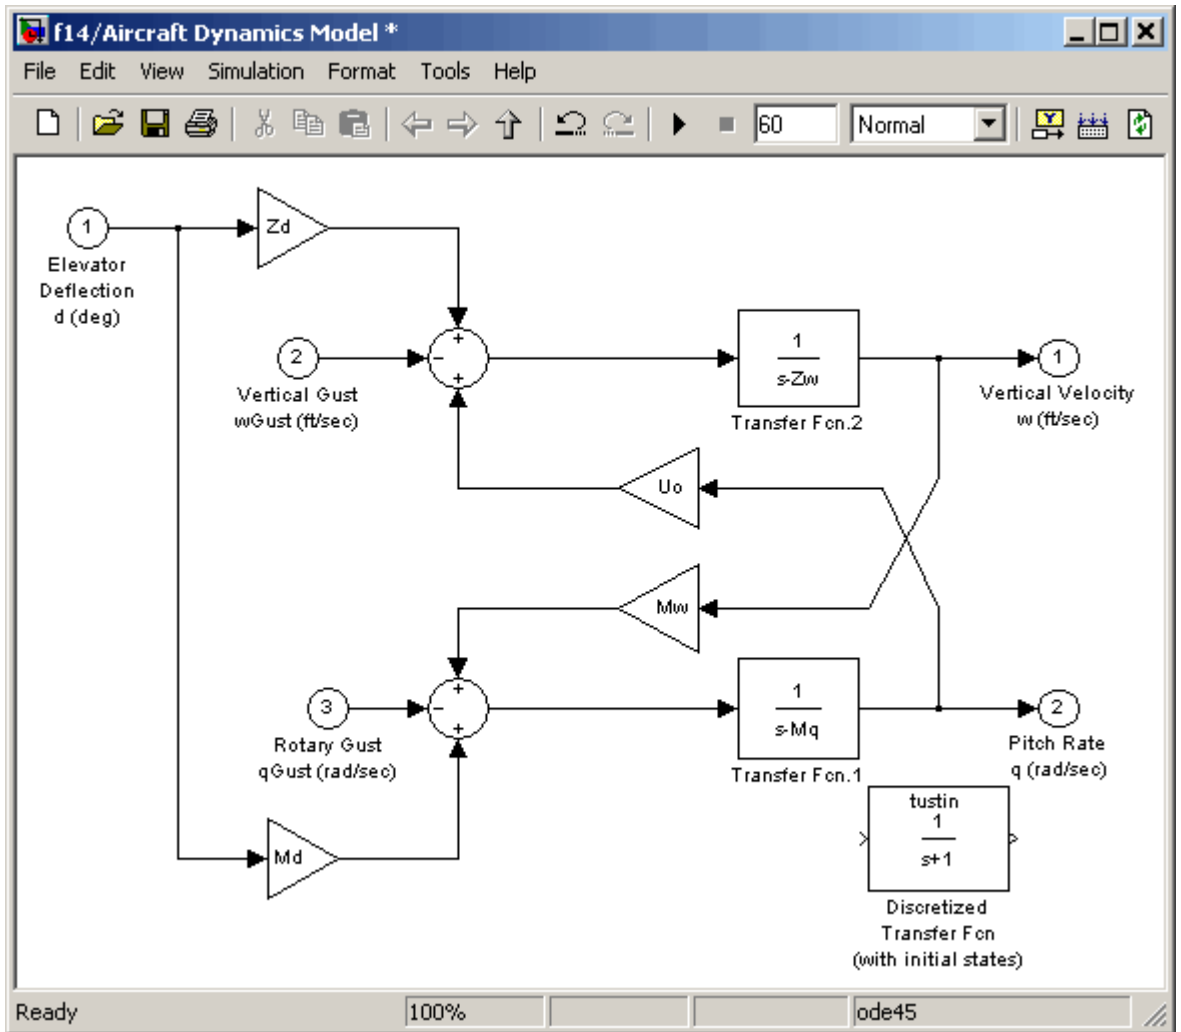 f14/Aircraft Dynamics Model *
File Edit View Simulation Format Tools Help
60 Normal
1
Elevator
Deflection
d (deg)
Zd
+
-
+
2
Vertical Gust
wGust (ft/sec)
1
s-Zw
Transfer Fcn.2
1
Vertical Velocity
w (ft/sec)
Uo
Mw
+
-
+
3
Rotary Gust
qGust (rad/sec)
1
s-Mq
Transfer Fcn.1
2
Pitch Rate
q (rad/sec)
Md
tustin
1
s+1
Discretized
Transfer Fcn
(with initial states)
Ready 100% ode45